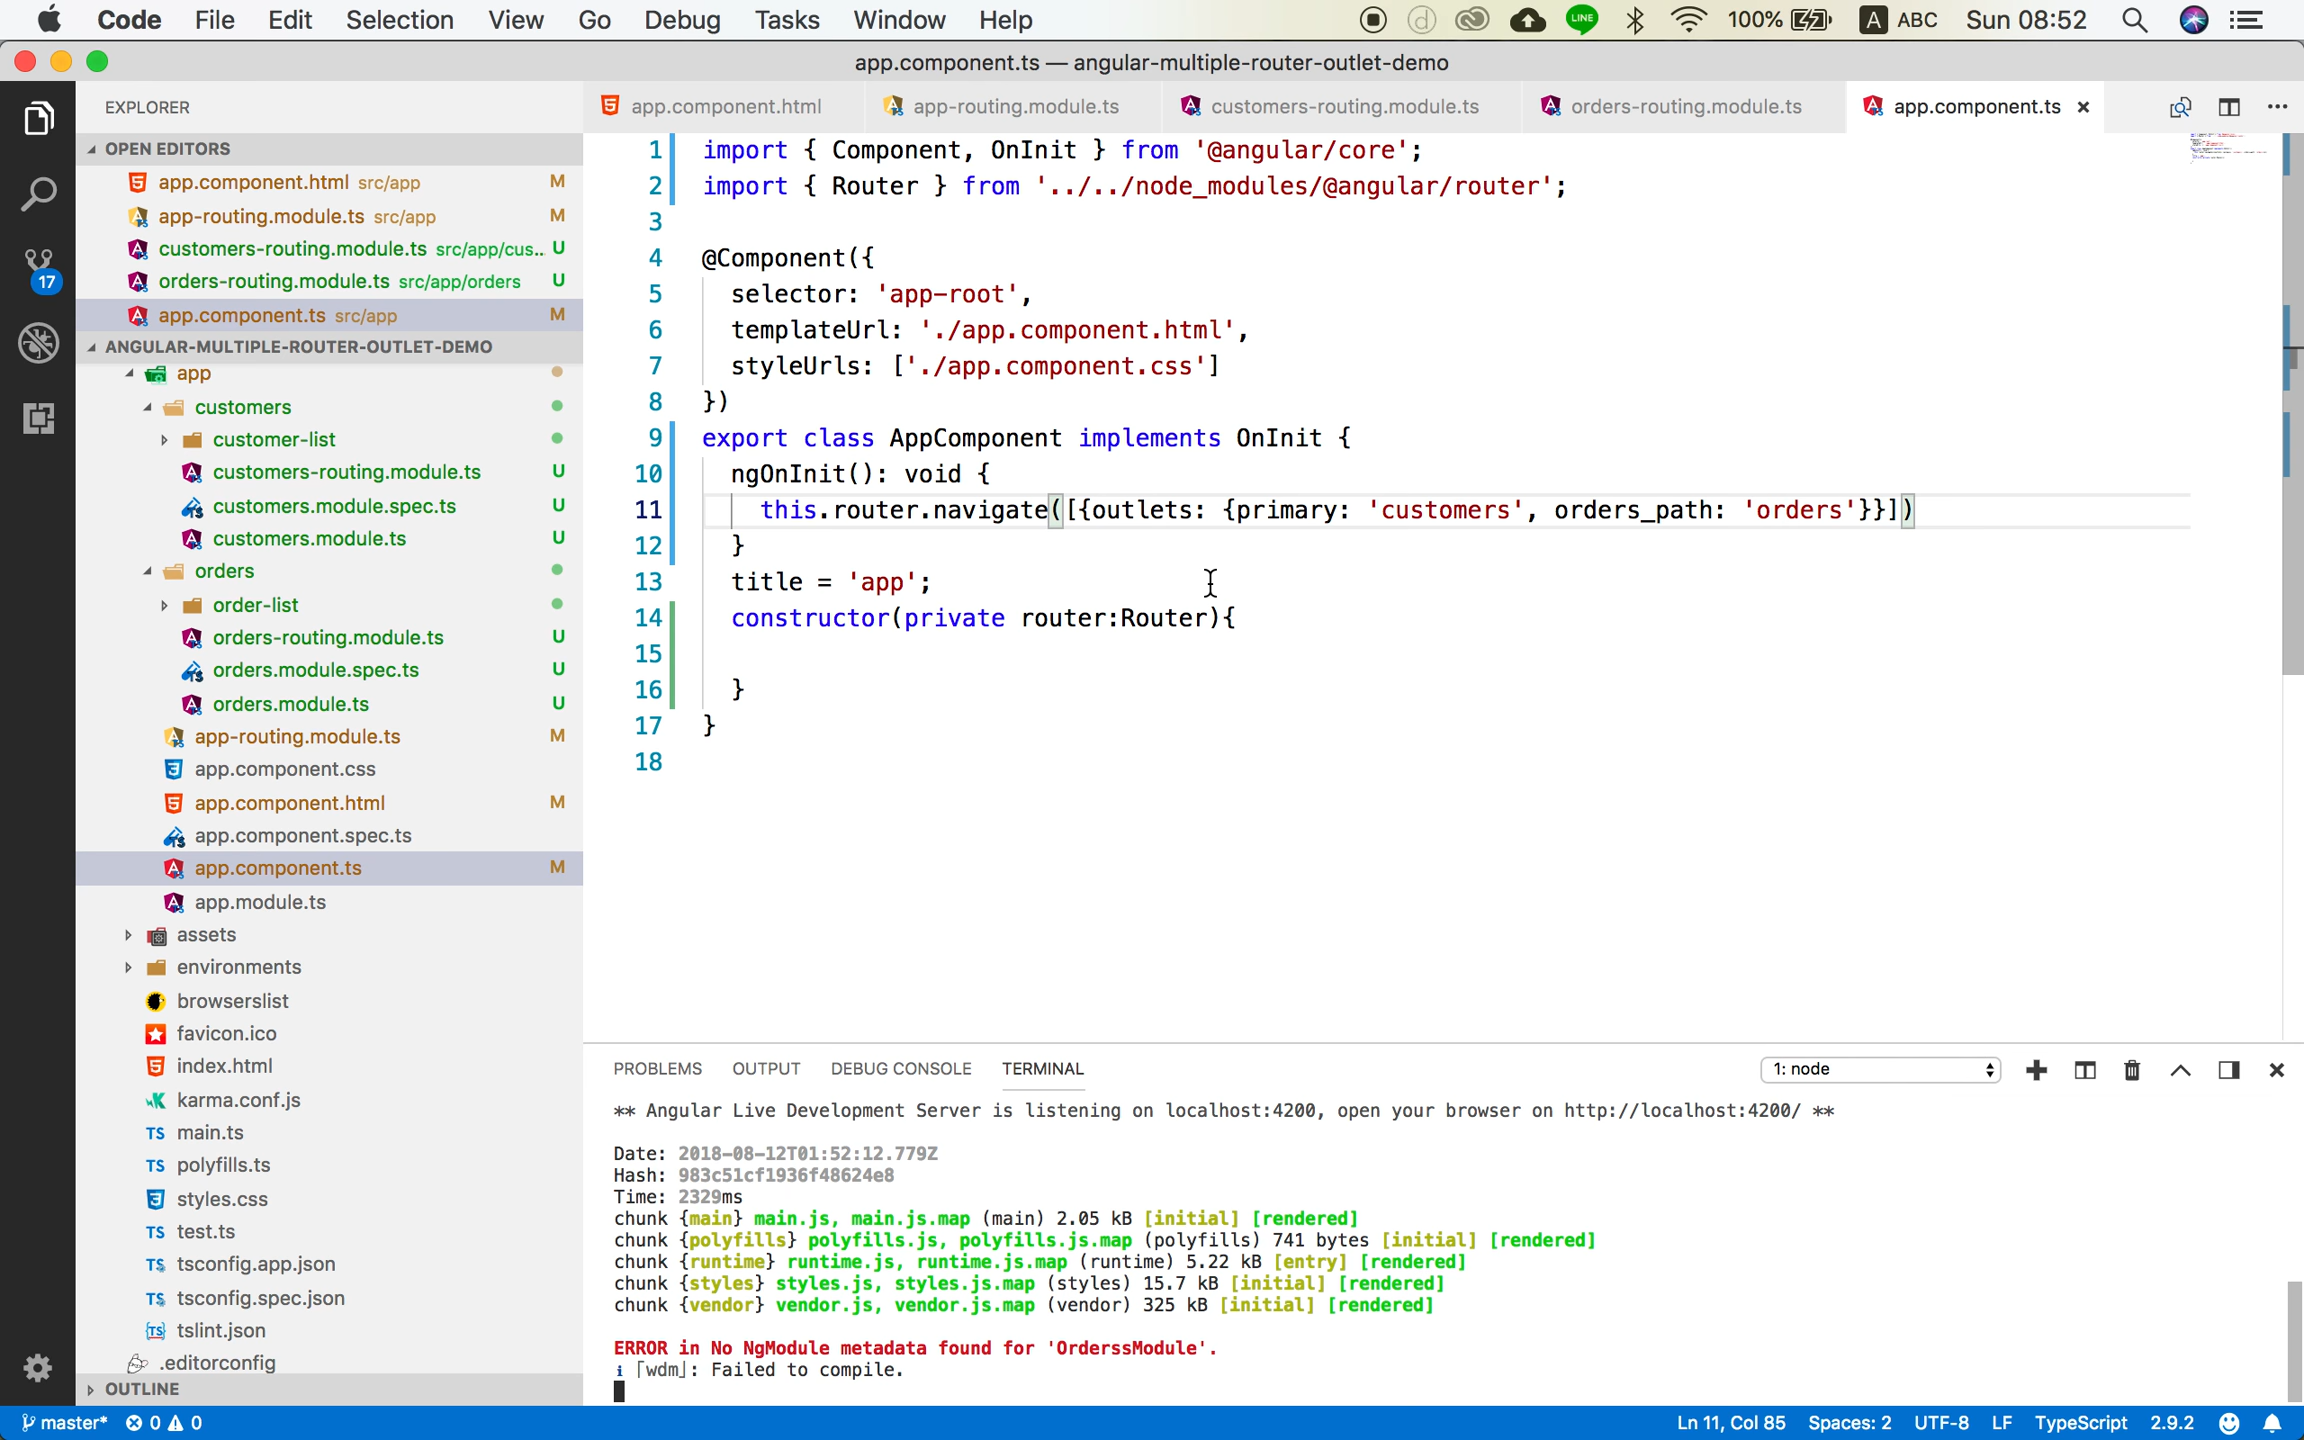 Code File Edit Selection View Go Debug Tasks Window Help LINE 100% A ABC Sun 08:52
app.component.ts — angular-multiple-router-outlet-demo
EXPLORER
OPEN EDITORS
app.component.html src/app M
app-routing.module.ts src/app M
customers-routing.module.ts src/app/cus... U
orders-routing.module.ts src/app/orders U
app.component.ts src/app M
17
ANGULAR-MULTIPLE-ROUTER-OUTLET-DEMO
app
customers
customer-list
customers-routing.module.ts U
customers.module.spec.ts U
customers.module.ts U
orders
order-list
orders-routing.module.ts U
orders.module.spec.ts U
orders.module.ts U
app-routing.module.ts M
app.component.css
app.component.html M
app.component.spec.ts
app.component.ts M
app.module.ts
assets
environments
browserslist
favicon.ico
index.html
karma.conf.js
TS main.ts
TS polyfills.ts
styles.css
TS test.ts
TS tsconfig.app.json
TS tsconfig.spec.json
tslint.json
.editorconfig
OUTLINE
app.component.html app-routing.module.ts customers-routing.module.ts orders-routing.module.ts app.component.ts
1 import { Component, OnInit } from '@angular/core';
2 import { Router } from '../../node_modules/@angular/router';
3
4 @Component({
5 selector: 'app-root',
6 templateUrl: './app.component.html',
7 styleUrls: ['./app.component.css']
8 })
9 export class AppComponent implements OnInit {
10 ngOnInit(): void {
11 this.router.navigate([{outlets: {primary: 'customers', orders_path: 'orders'}}])
12 }
13 title = 'app';
14 constructor(private router:Router){
15
16 }
17 }
18
PROBLEMS OUTPUT DEBUG CONSOLE TERMINAL 1: node
** Angular Live Development Server is listening on localhost:4200, open your browser on http://localhost:4200/ **
Date: 2018-08-12T01:52:12.779Z
Hash: 983c51cf1936f48624e8
Time: 2329ms
chunk {main} main.js, main.js.map (main) 2.05 kB [initial] [rendered]
chunk {polyfills} polyfills.js, polyfills.js.map (polyfills) 741 bytes [initial] [rendered]
chunk {runtime} runtime.js, runtime.js.map (runtime) 5.22 kB [entry] [rendered]
chunk {styles} styles.js, styles.js.map (styles) 15.7 kB [initial] [rendered]
chunk {vendor} vendor.js, vendor.js.map (vendor) 325 kB [initial] [rendered]
ERROR in No NgModule metadata found for 'OrderssModule'.
i ｢wdm｣: Failed to compile.
master* 0 0 Ln 11, Col 85 Spaces: 2 UTF-8 LF TypeScript 2.9.2